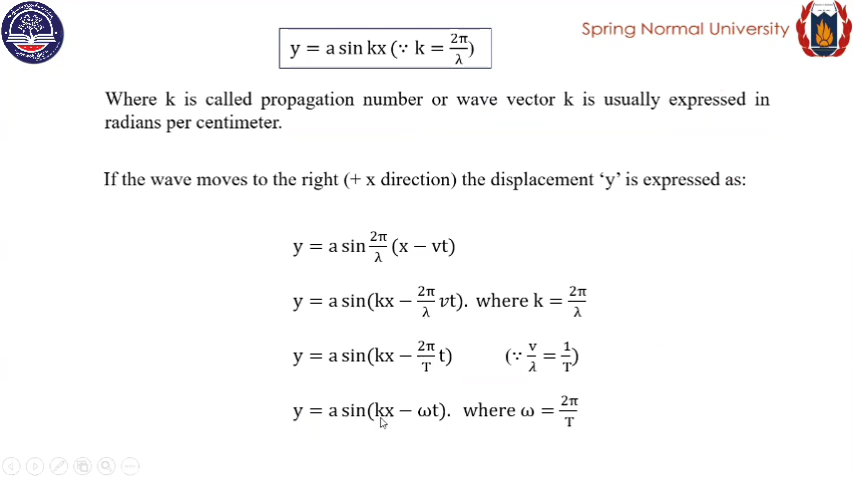 Spring Normal University
y = a sin kx (∵ k = 2π/λ)
Where k is called propagation number or wave vector k is usually expressed in
radians per centimeter.
If the wave moves to the right (+ x direction) the displacement ‘y’ is expressed as:
y = a sin 2π/λ (x − vt)
y = a sin(kx − 2π/λ vt). where k = 2π/λ
y = a sin(kx − 2π/T t) (∵ v/λ = 1/T)
y = a sin(kx − ωt). where ω = 2π/T